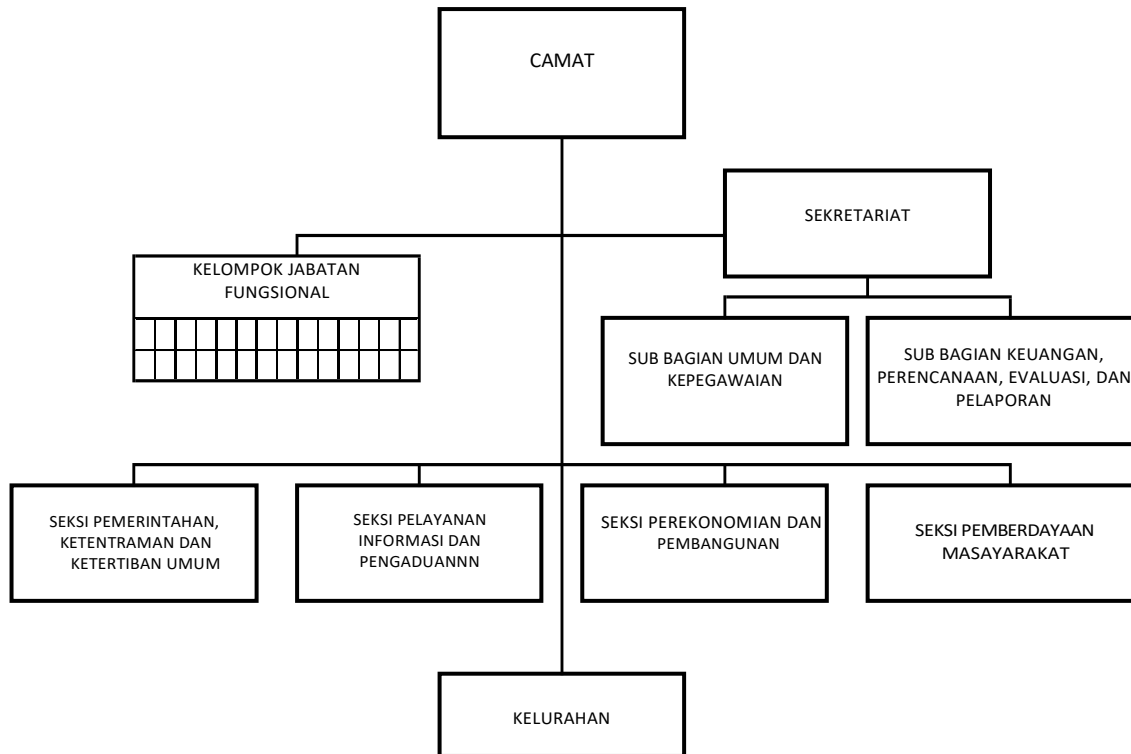 CAMAT
SEKRETARIAT
KELOMPOK JABATAN
FUNGSIONAL
SUB BAGIAN UMUM DAN
KEPEGAWAIAN
SUB BAGIAN KEUANGAN,
PERENCANAAN, EVALUASI, DAN
PELAPORAN
SEKSI PEMERINTAHAN,
KETENTRAMAN DAN
KETERTIBAN UMUM
SEKSI PELAYANAN
INFORMASI DAN
PENGADUANNN
SEKSI PEREKONOMIAN DAN
PEMBANGUNAN
SEKSI PEMBERDAYAAN
MASAYARAKAT
KELURAHAN